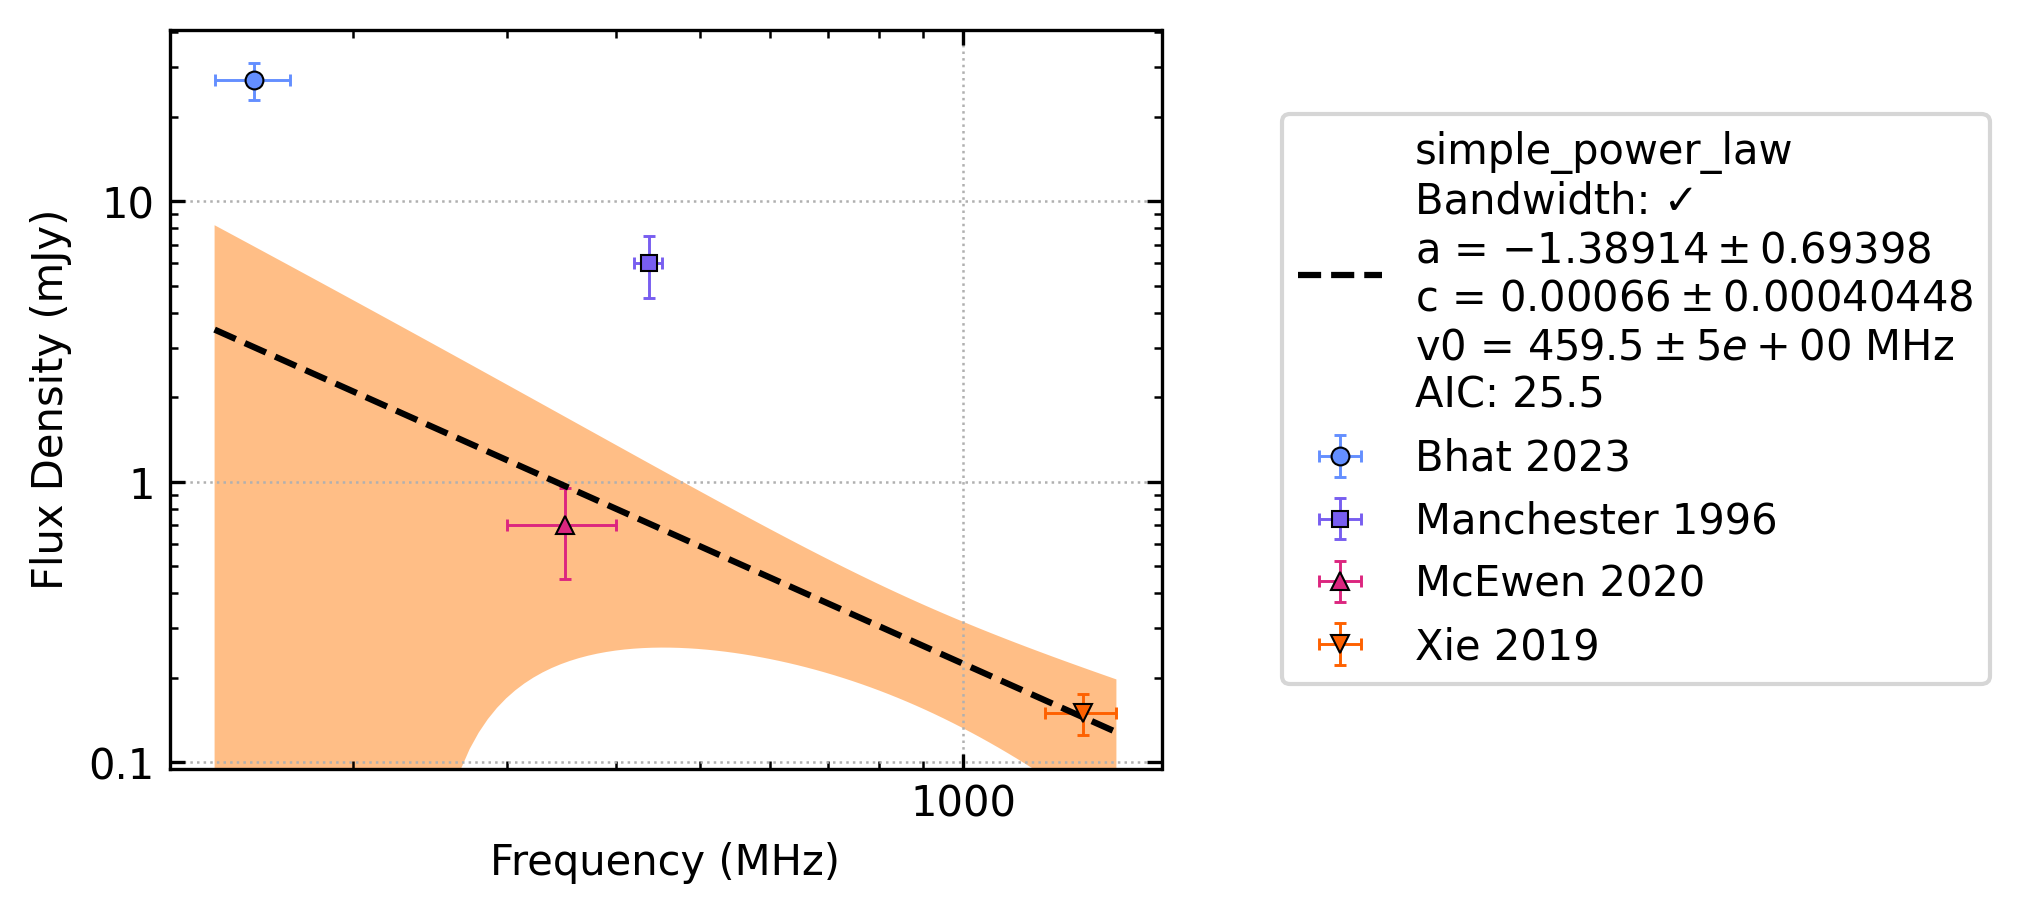 10
1
0.1
1000
Flux Density (mJy)
Frequency (MHz)
simple_power_law
Bandwidth: ✓
a = −1.38914 ± 0.69398
c = 0.00066 ± 0.00040448
v0 = 459.5 ± 5e + 00 MHz
AIC: 25.5
Bhat 2023
Manchester 1996
McEwen 2020
Xie 2019